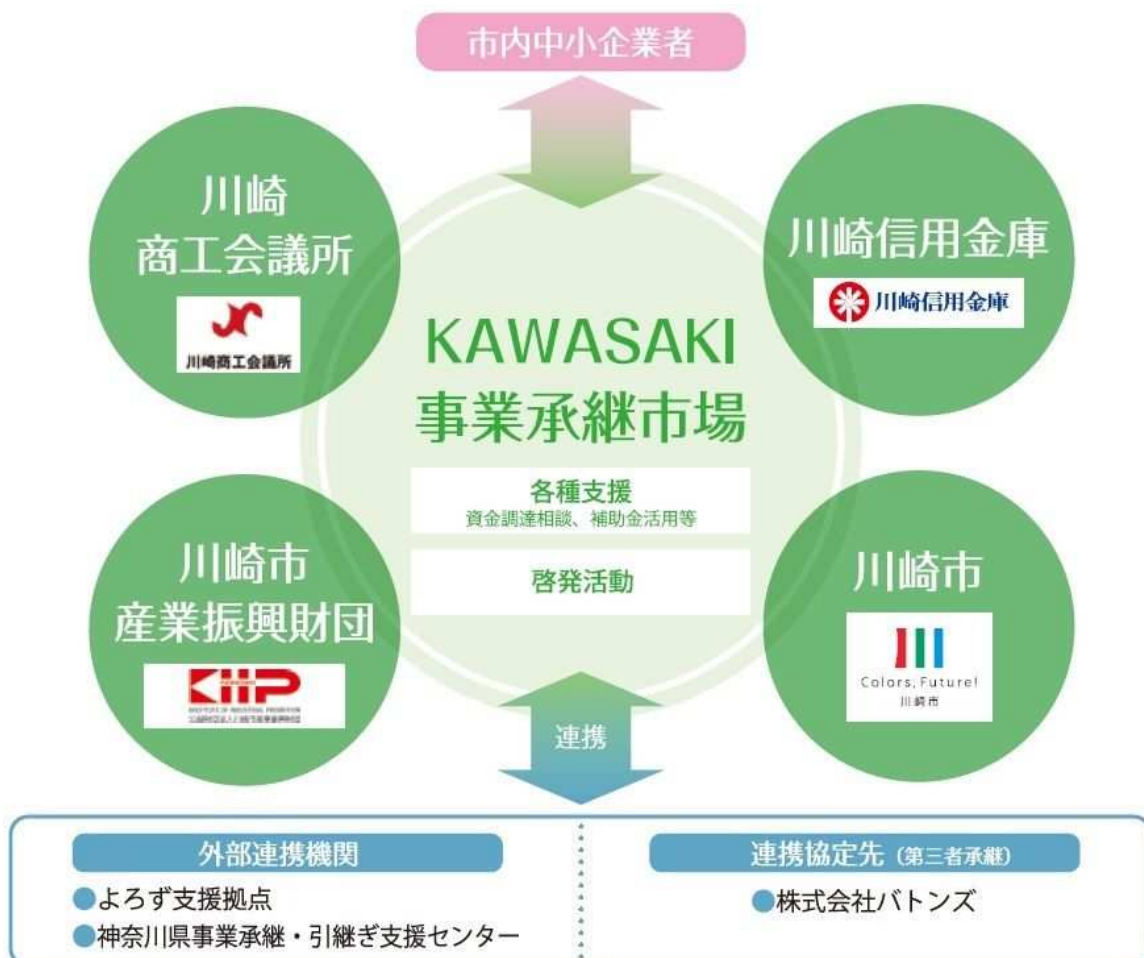 市内中小企業者
川崎
商工会議所
川崎商工会議所
川崎信用金庫
川崎信用金庫
KAWASAKI
事業承継市場
各種支援
資金調達相談、補助金活用等
啓発活動
川崎市
産業振興財団
KIIP
川崎市
Colors, Future!
川崎市
連携
外部連携機関
●よろず支援拠点
●神奈川県事業承継・引継ぎ支援センター
連携協定先（第三者承継）
●株式会社バトンズ